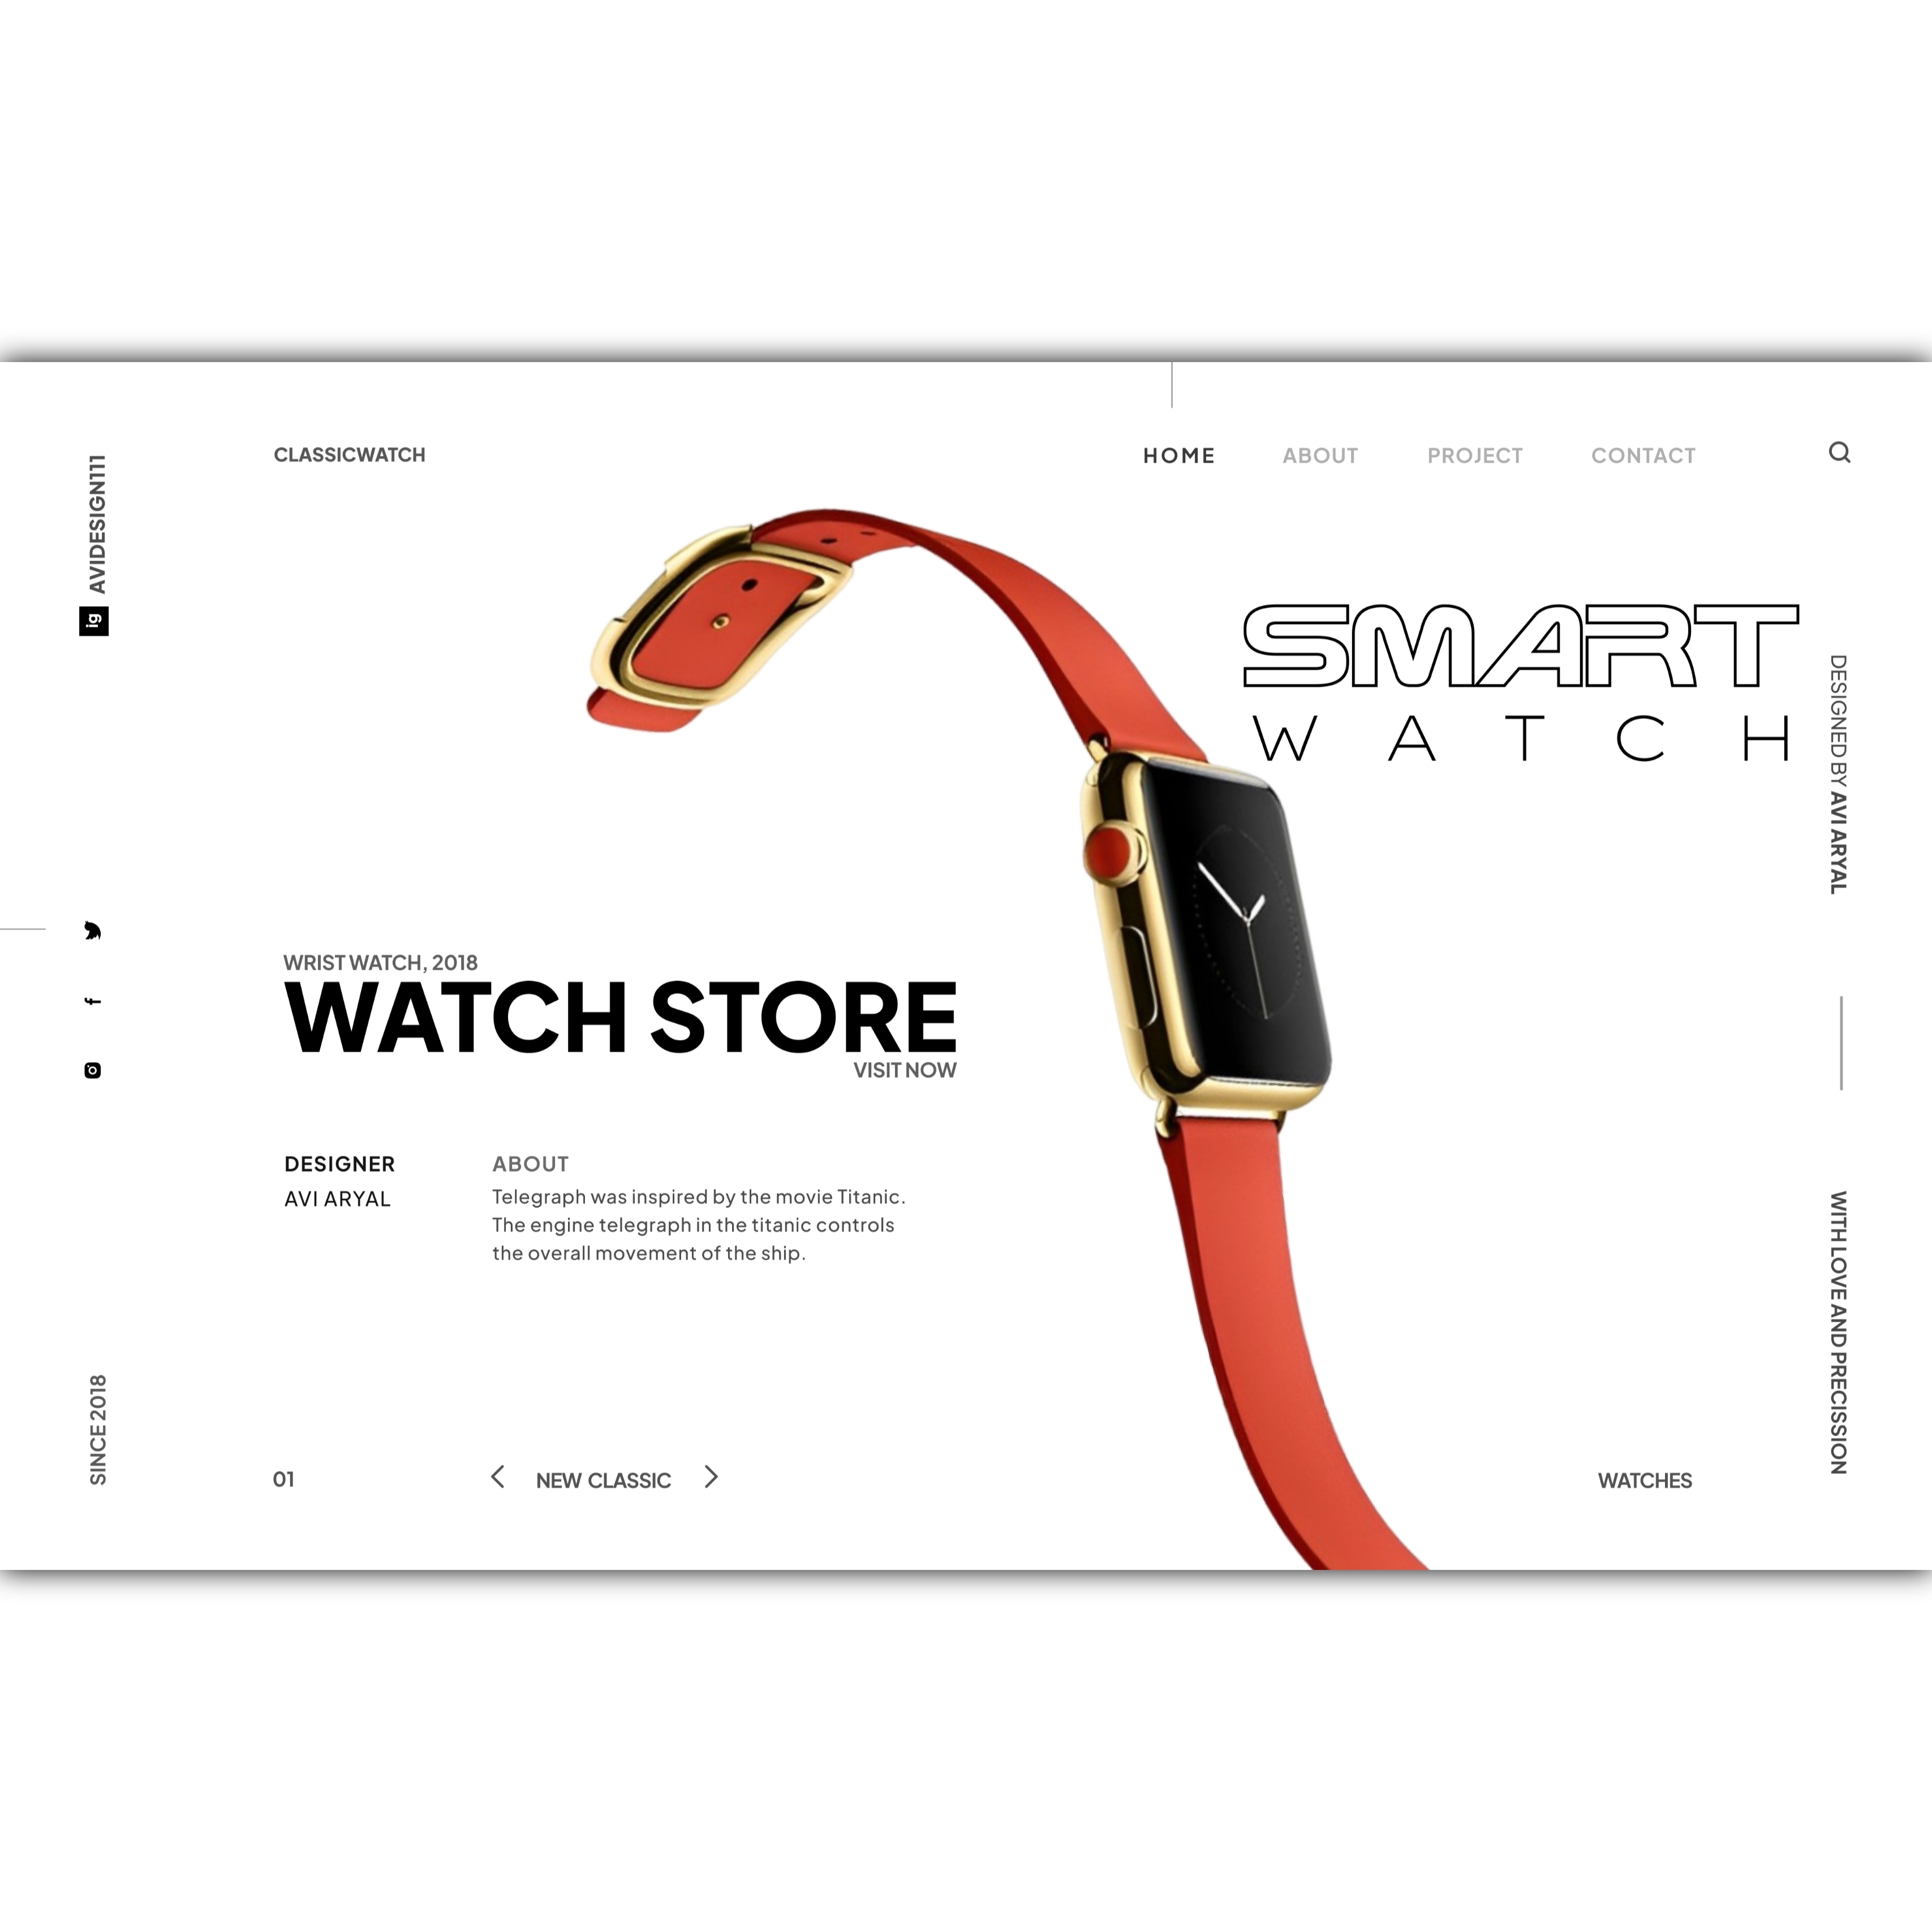 CLASSICWATCH
HOME
ABOUT
PROJECT
CONTACT
AVIDESIGN111
ig
SMART
WATCH
DESIGNED BY AVI ARYAL
WRIST WATCH, 2018
WATCH STORE
VISIT NOW
DESIGNER
AVI ARYAL
ABOUT
Telegraph was inspired by the movie Titanic.
The engine telegraph in the titanic controls
the overall movement of the ship.
WITH LOVE AND PRECISSION
SINCE 2018
01
NEW CLASSIC
WATCHES